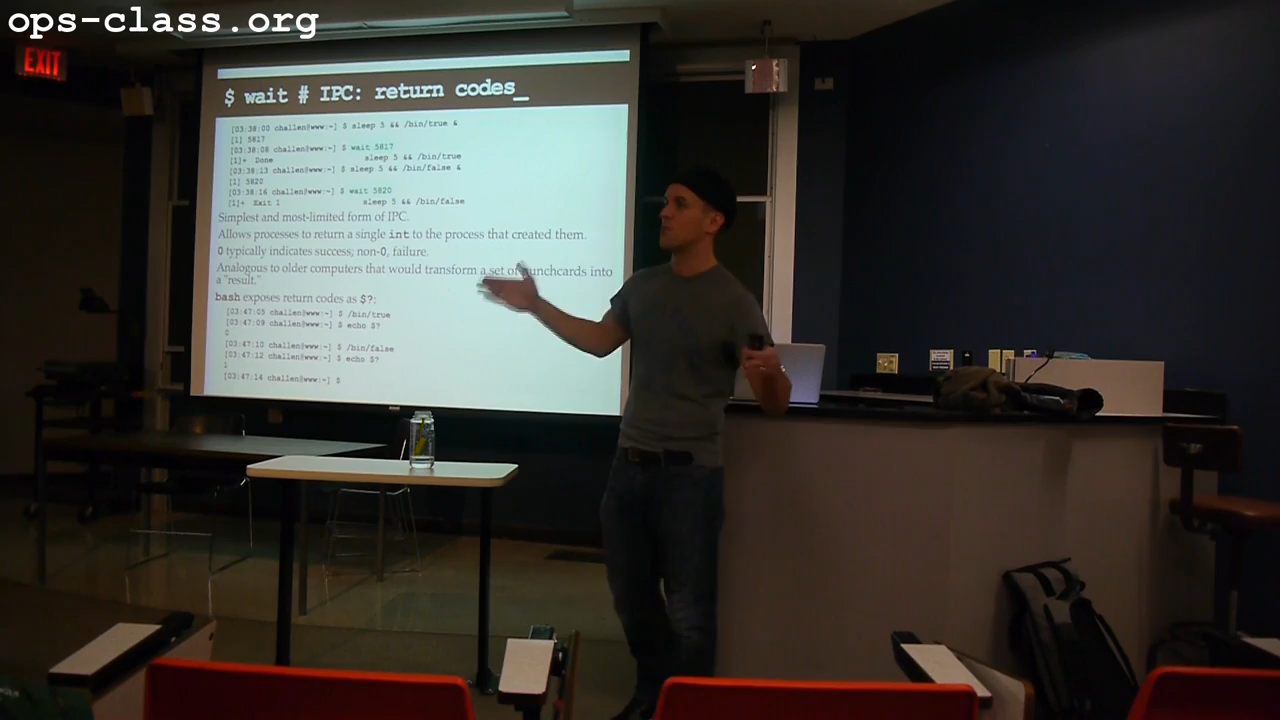 ops-class.org
EXIT
$ wait # IPC: return codes_
[03:38:00 challen@www:~] $ sleep 5 && /bin/true &
[1] 5817
[03:38:08 challen@www:~] $ wait 5817
[1]+ Done sleep 5 && /bin/true
[03:38:13 challen@www:~] $ sleep 5 && /bin/false &
[1] 5820
[03:38:16 challen@www:~] $ wait 5820
[1]+ Exit 1 sleep 5 && /bin/false
Simplest and most-limited form of IPC.
Allows processes to return a single int to the process that created them.
0 typically indicates success; non-0, failure.
Analogous to older computers that would transform a set of punchcards into
a "result."
bash exposes return codes as $?:
[03:47:05 challen@www:~] $ /bin/true
[03:47:09 challen@www:~] $ echo $?
0
[03:47:10 challen@www:~] $ /bin/false
[03:47:12 challen@www:~] $ echo $?
1
[03:47:14 challen@www:~] $